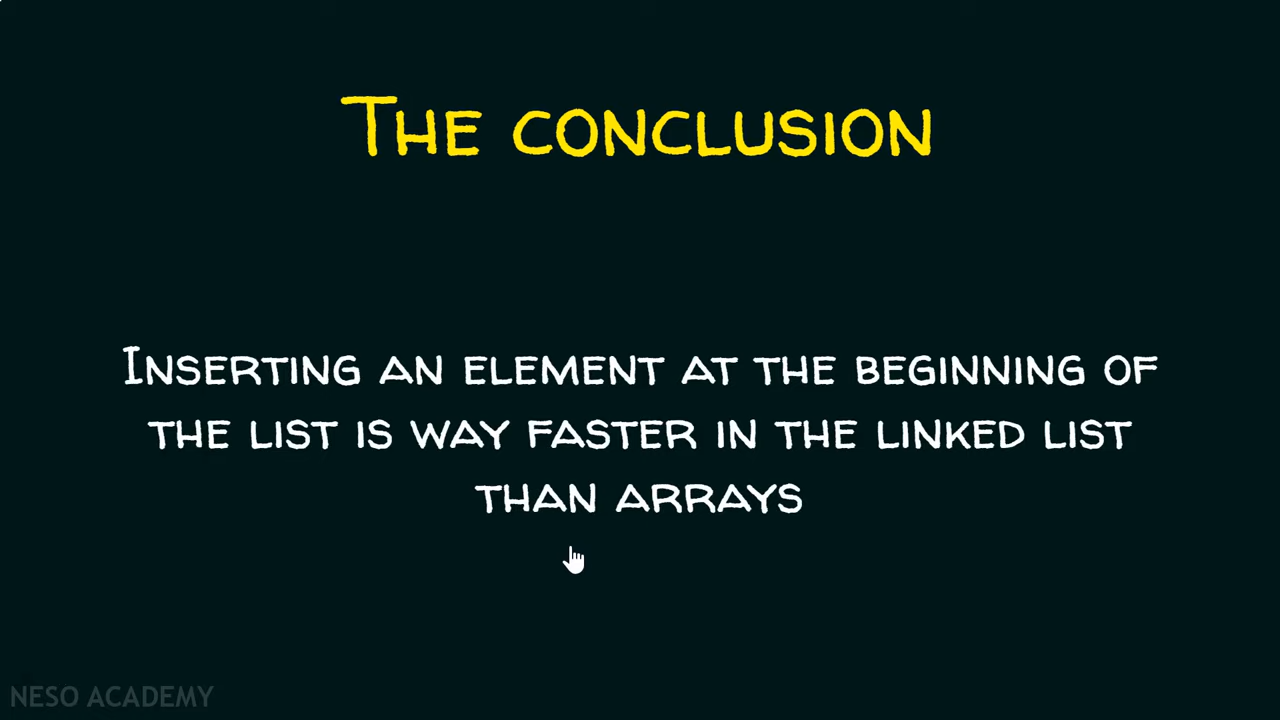 The conclusion
Inserting an element at the beginning of
the list is way faster in the linked list
than arrays
NESO ACADEMY